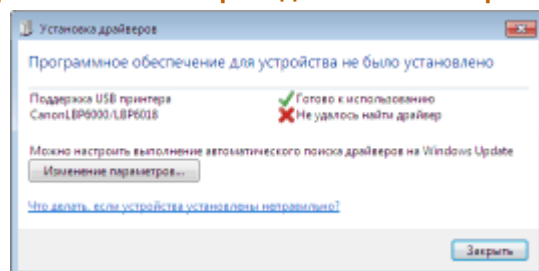 Установка драйверов
Программное обеспечение для устройства не было установлено
Поддержка USB принтера Готово к использованию
CanonLBP6000/LBP6018 Не удалось найти драйвер
Можно настроить выполнение автоматического поиска драйверов на Windows Update
Изменение параметров...
Что делать, если устройства установлены неправильно?
Закрыть